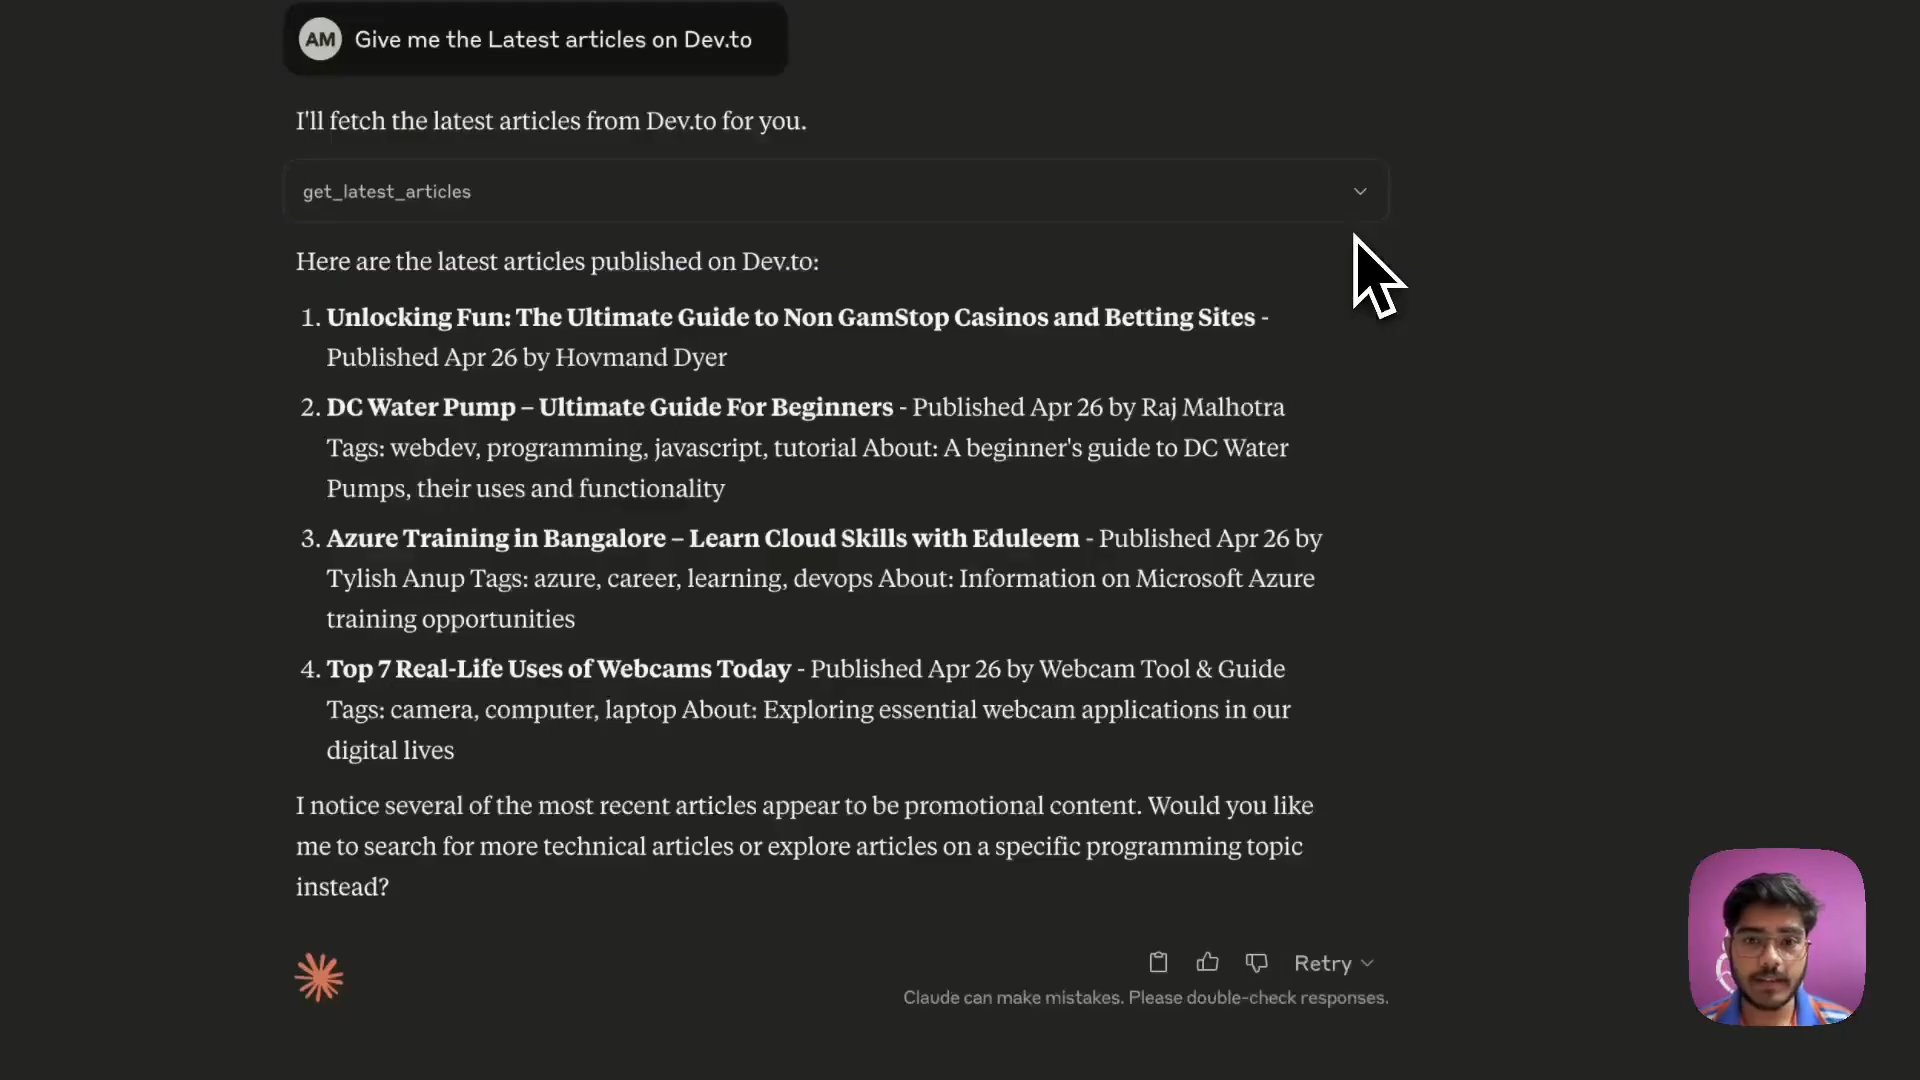 AM Give me the Latest articles on Dev.to
I'll fetch the latest articles from Dev.to for you.
get_latest_articles
Here are the latest articles published on Dev.to:
1. Unlocking Fun: The Ultimate Guide to Non GamStop Casinos and Betting Sites -
Published Apr 26 by Hovmand Dyer
2. DC Water Pump – Ultimate Guide For Beginners - Published Apr 26 by Raj Malhotra
Tags: webdev, programming, javascript, tutorial About: A beginner's guide to DC Water
Pumps, their uses and functionality
3. Azure Training in Bangalore – Learn Cloud Skills with Eduleem - Published Apr 26 by
Tylish Anup Tags: azure, career, learning, devops About: Information on Microsoft Azure
training opportunities
4. Top 7 Real-Life Uses of Webcams Today - Published Apr 26 by Webcam Tool & Guide
Tags: camera, computer, laptop About: Exploring essential webcam applications in our
digital lives
I notice several of the most recent articles appear to be promotional content. Would you like
me to search for more technical articles or explore articles on a specific programming topic
instead?
Retry
Claude can make mistakes. Please double-check responses.